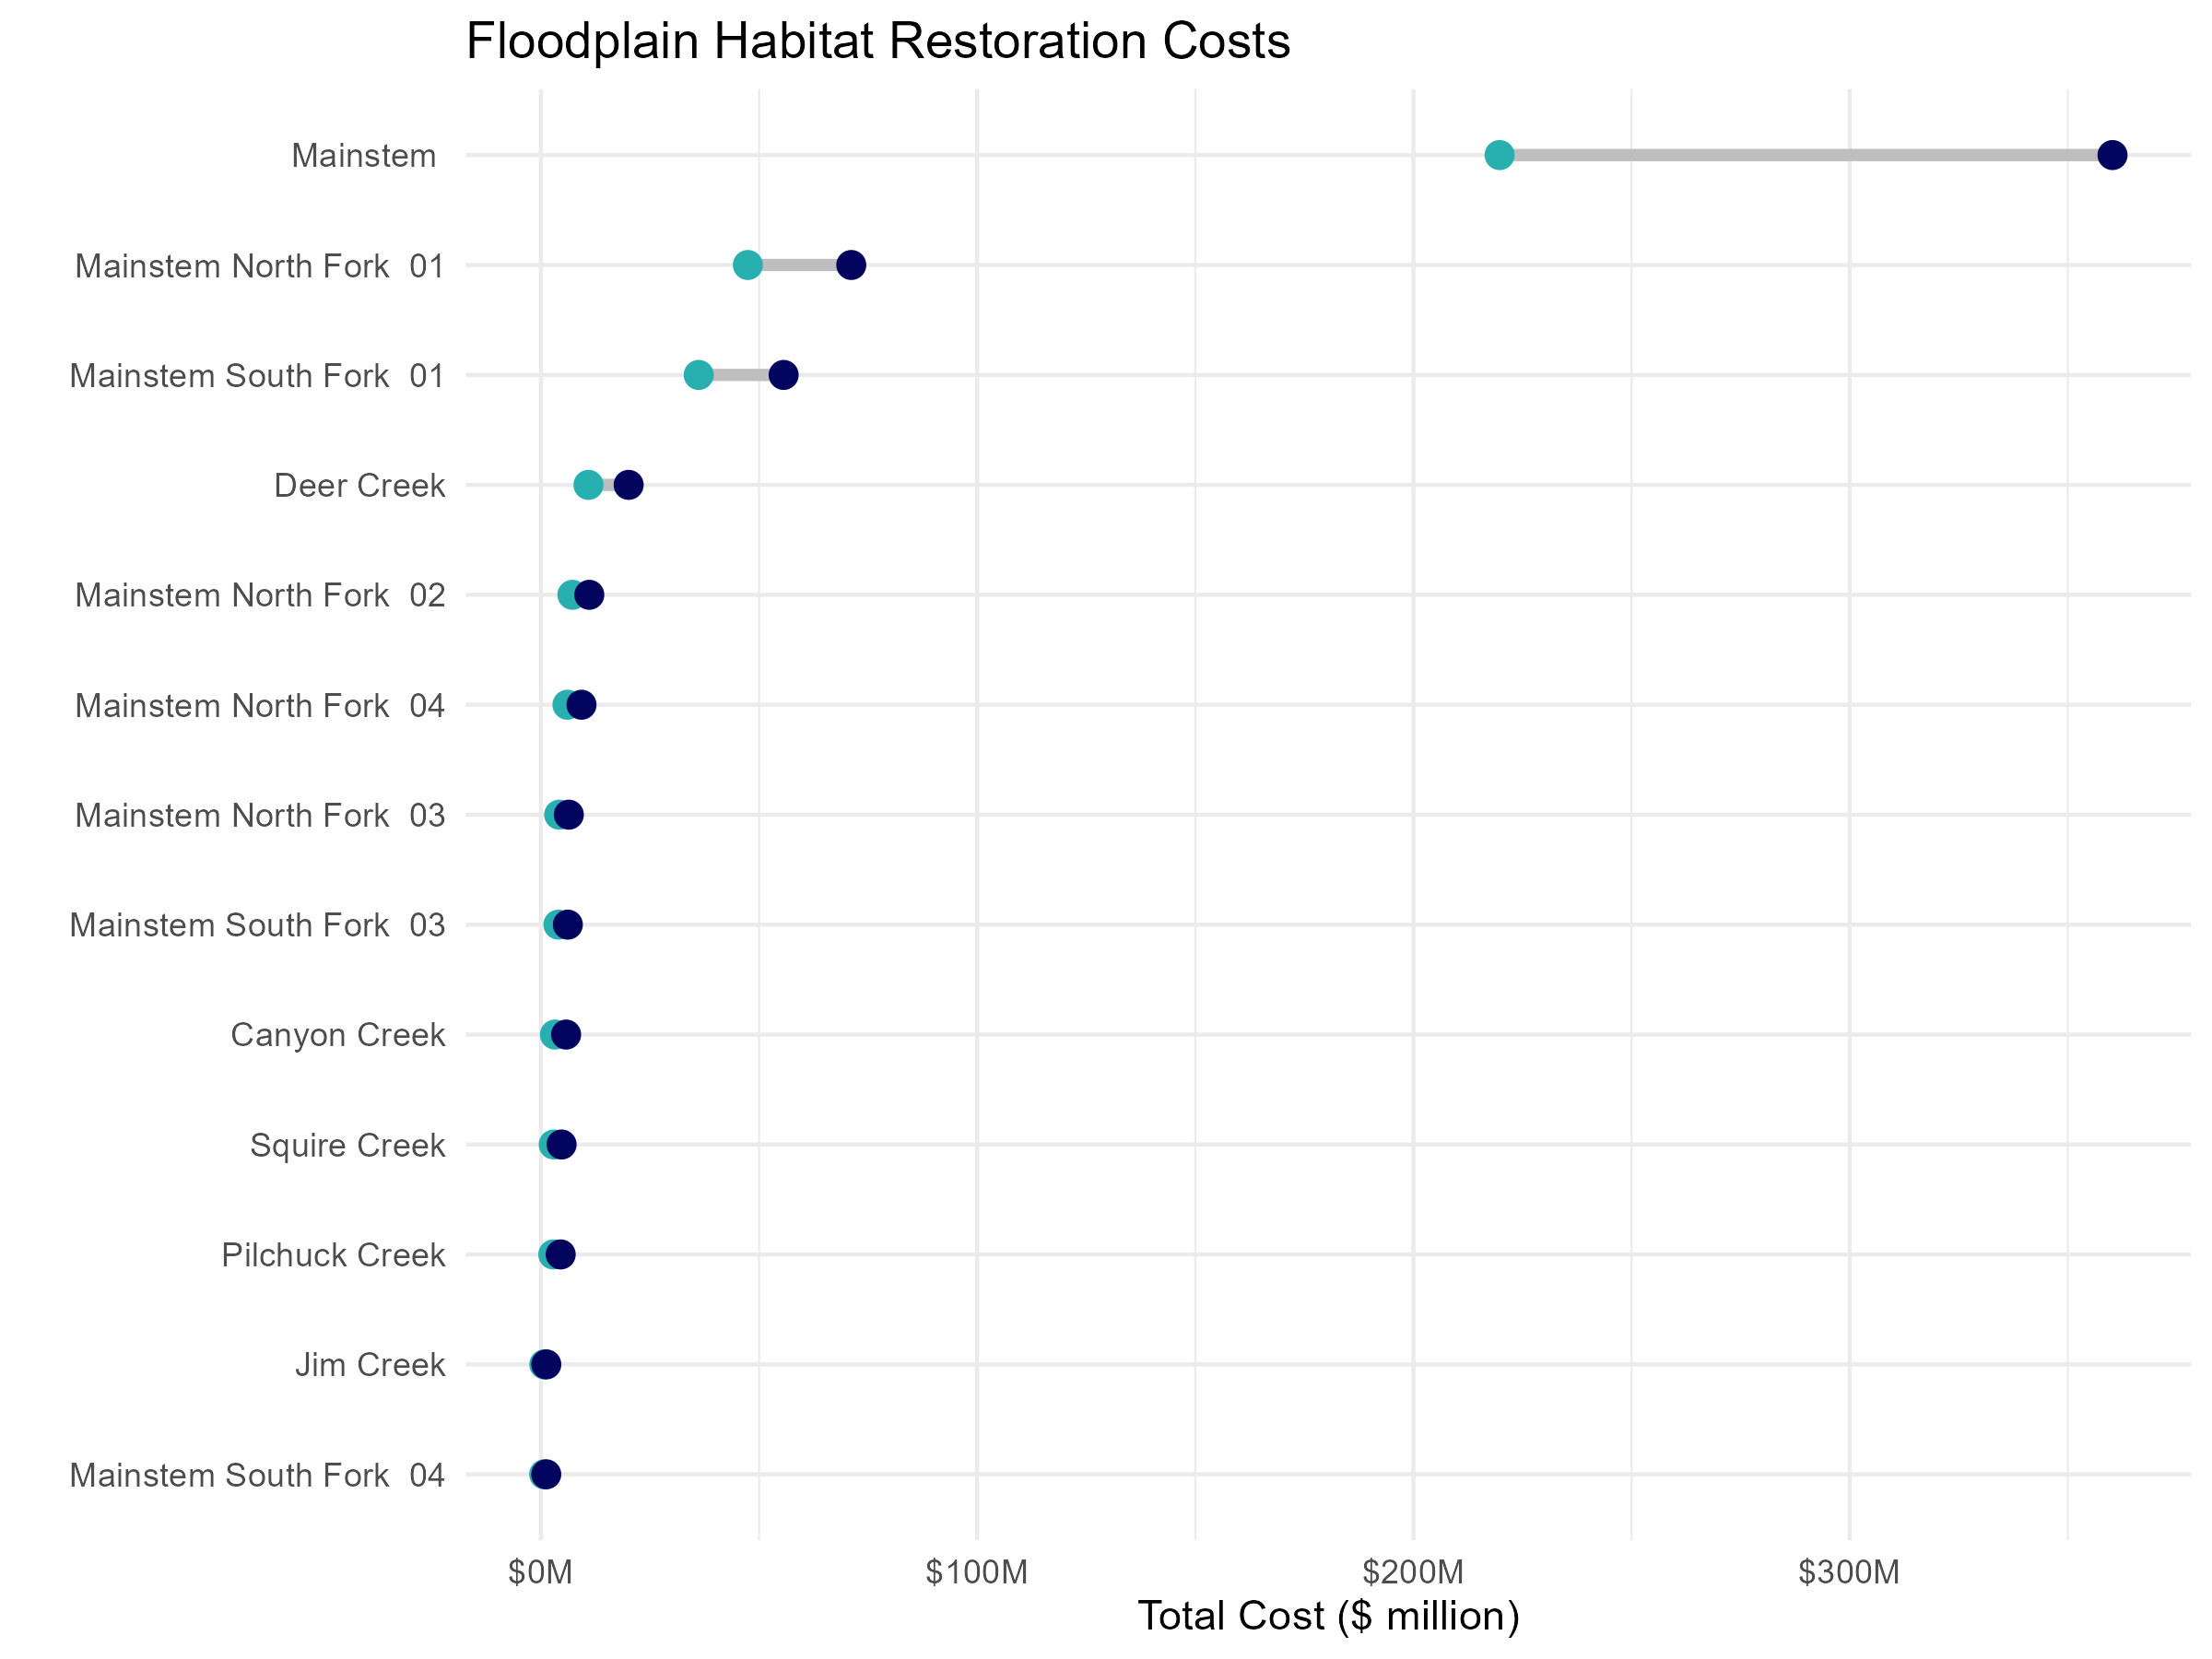 Floodplain Habitat Restoration Costs
Mainstem
Mainstem North Fork  01
Mainstem South Fork  01
Deer Creek
Mainstem North Fork  02
Mainstem North Fork  04
Mainstem North Fork  03
Mainstem South Fork  03
Canyon Creek
Squire Creek
Pilchuck Creek
Jim Creek
Mainstem South Fork  04
$0M $100M $200M $300M
Total Cost ($ million)